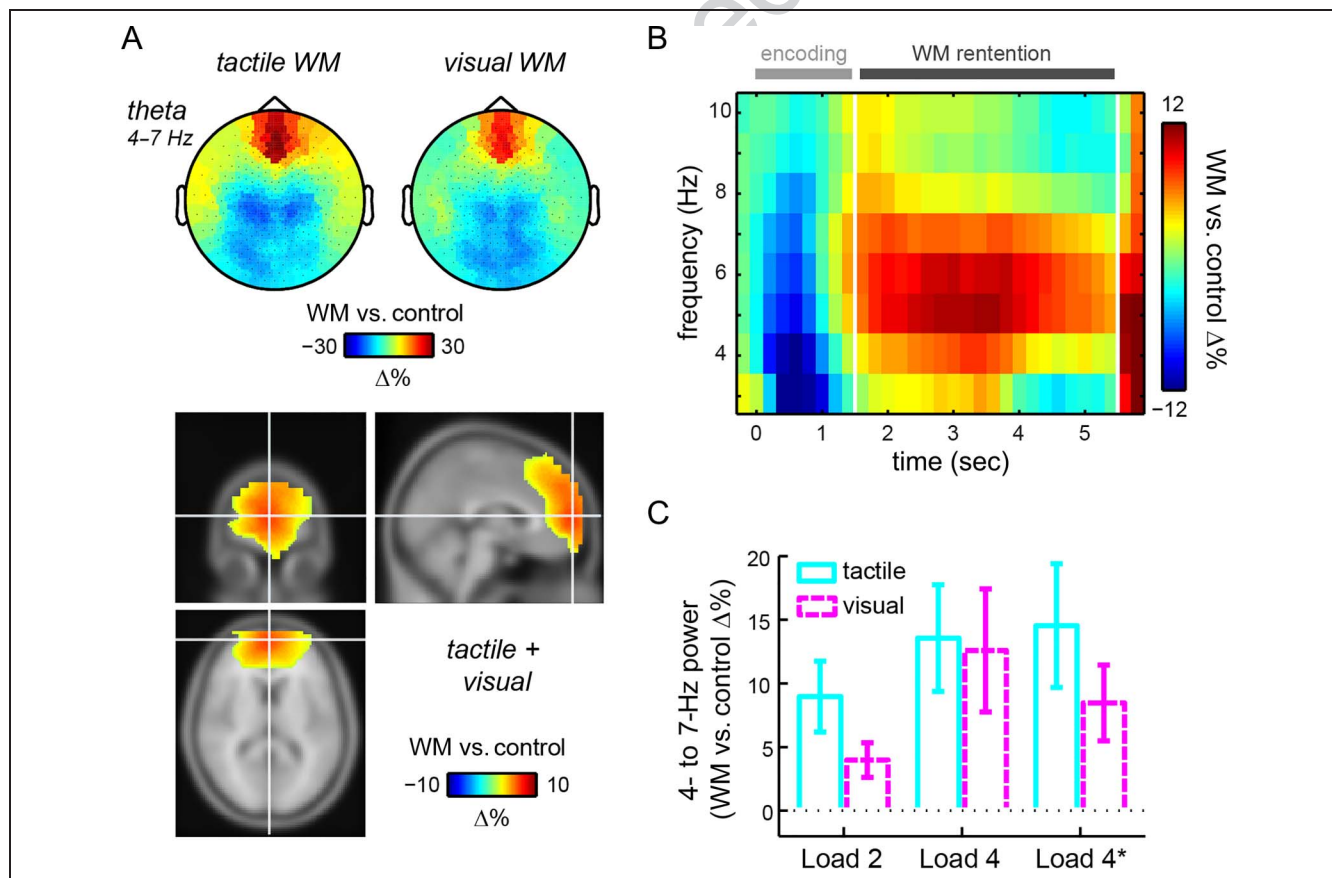 A
tactile WM
visual WM
theta
4–7 Hz
WM vs. control
−30
30
Δ%
tactile +
visual
WM vs. control
−10
10
Δ%
B
encoding
WM rentention
10
8
6
4
frequency (Hz)
0
1
2
3
4
5
time (sec)
12
−12
WM vs. control Δ%
C
20
15
10
5
0
4- to 7-Hz power
(WM vs. control Δ%)
tactile
visual
Load 2
Load 4
Load 4*